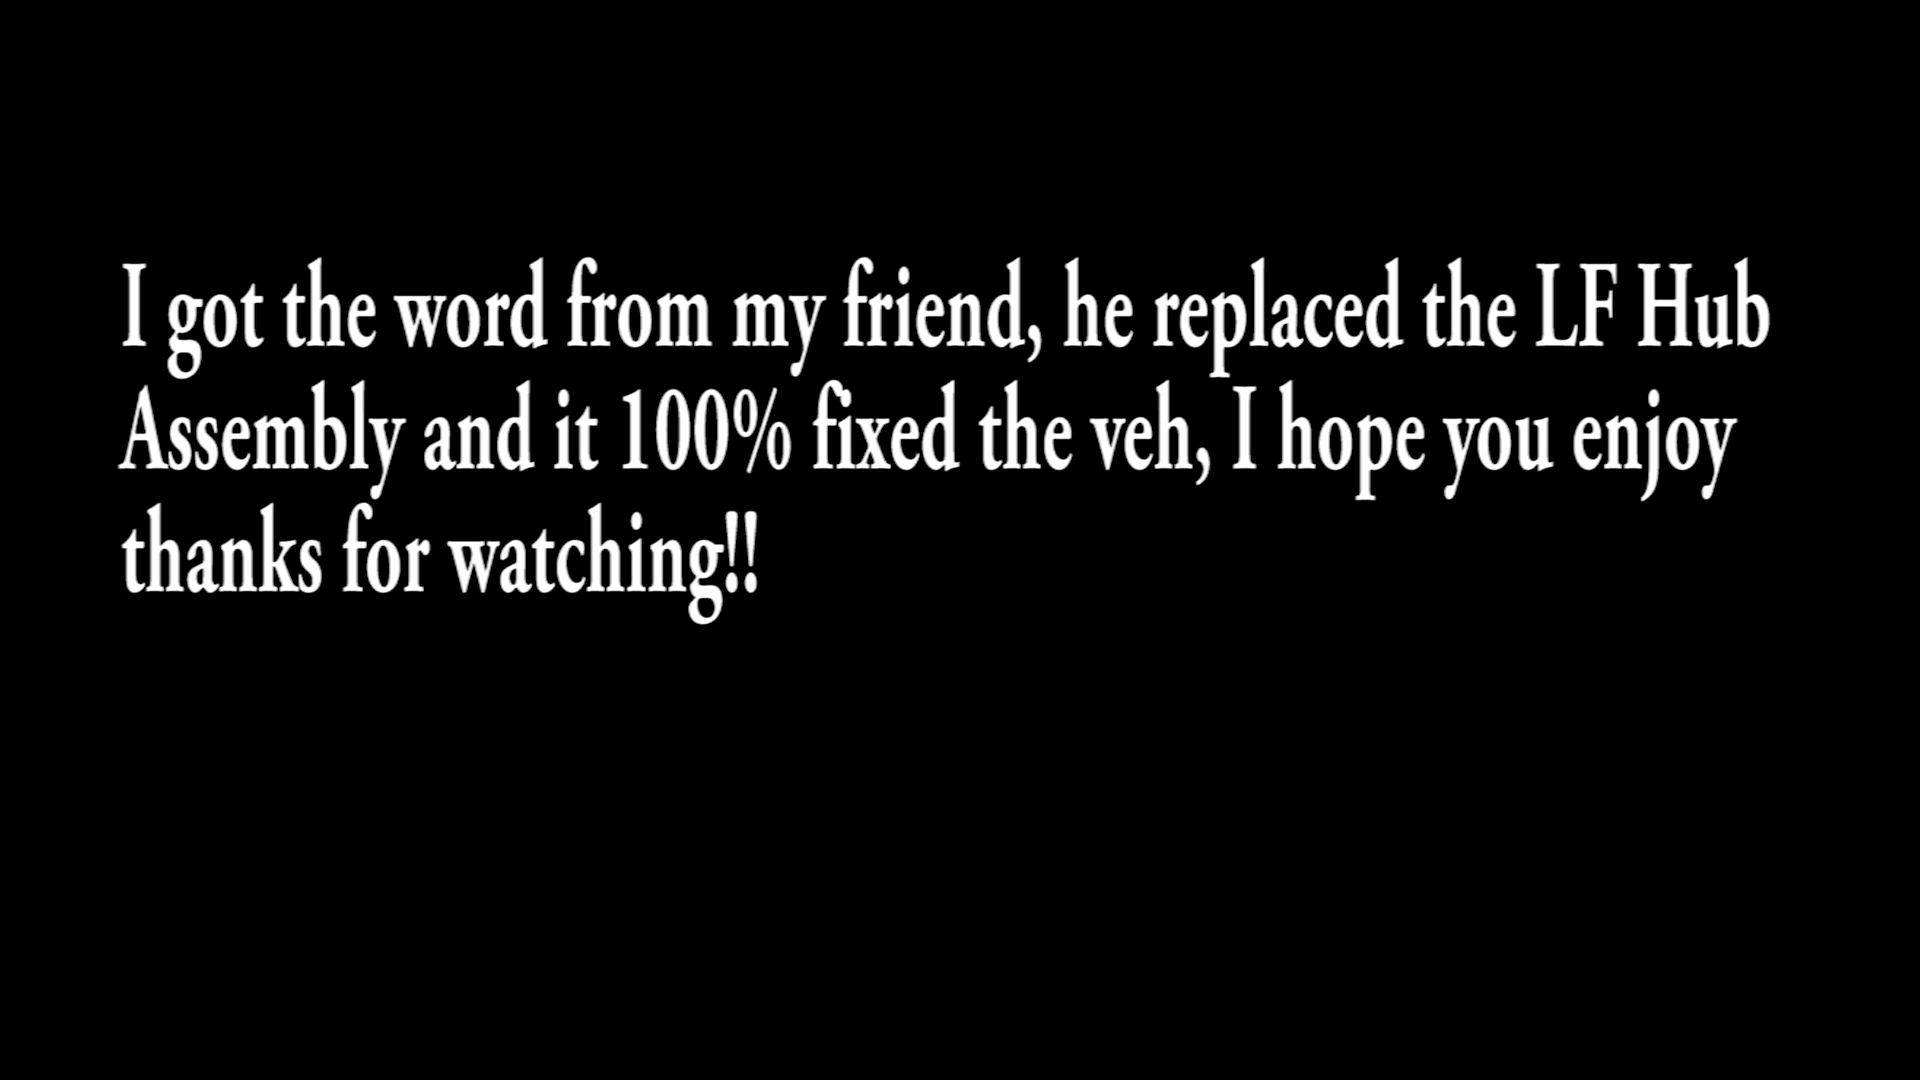 I got the word from my friend, he replaced the LF Hub
Assembly and it 100% fixed the veh, I hope you enjoy
thanks for watching!!